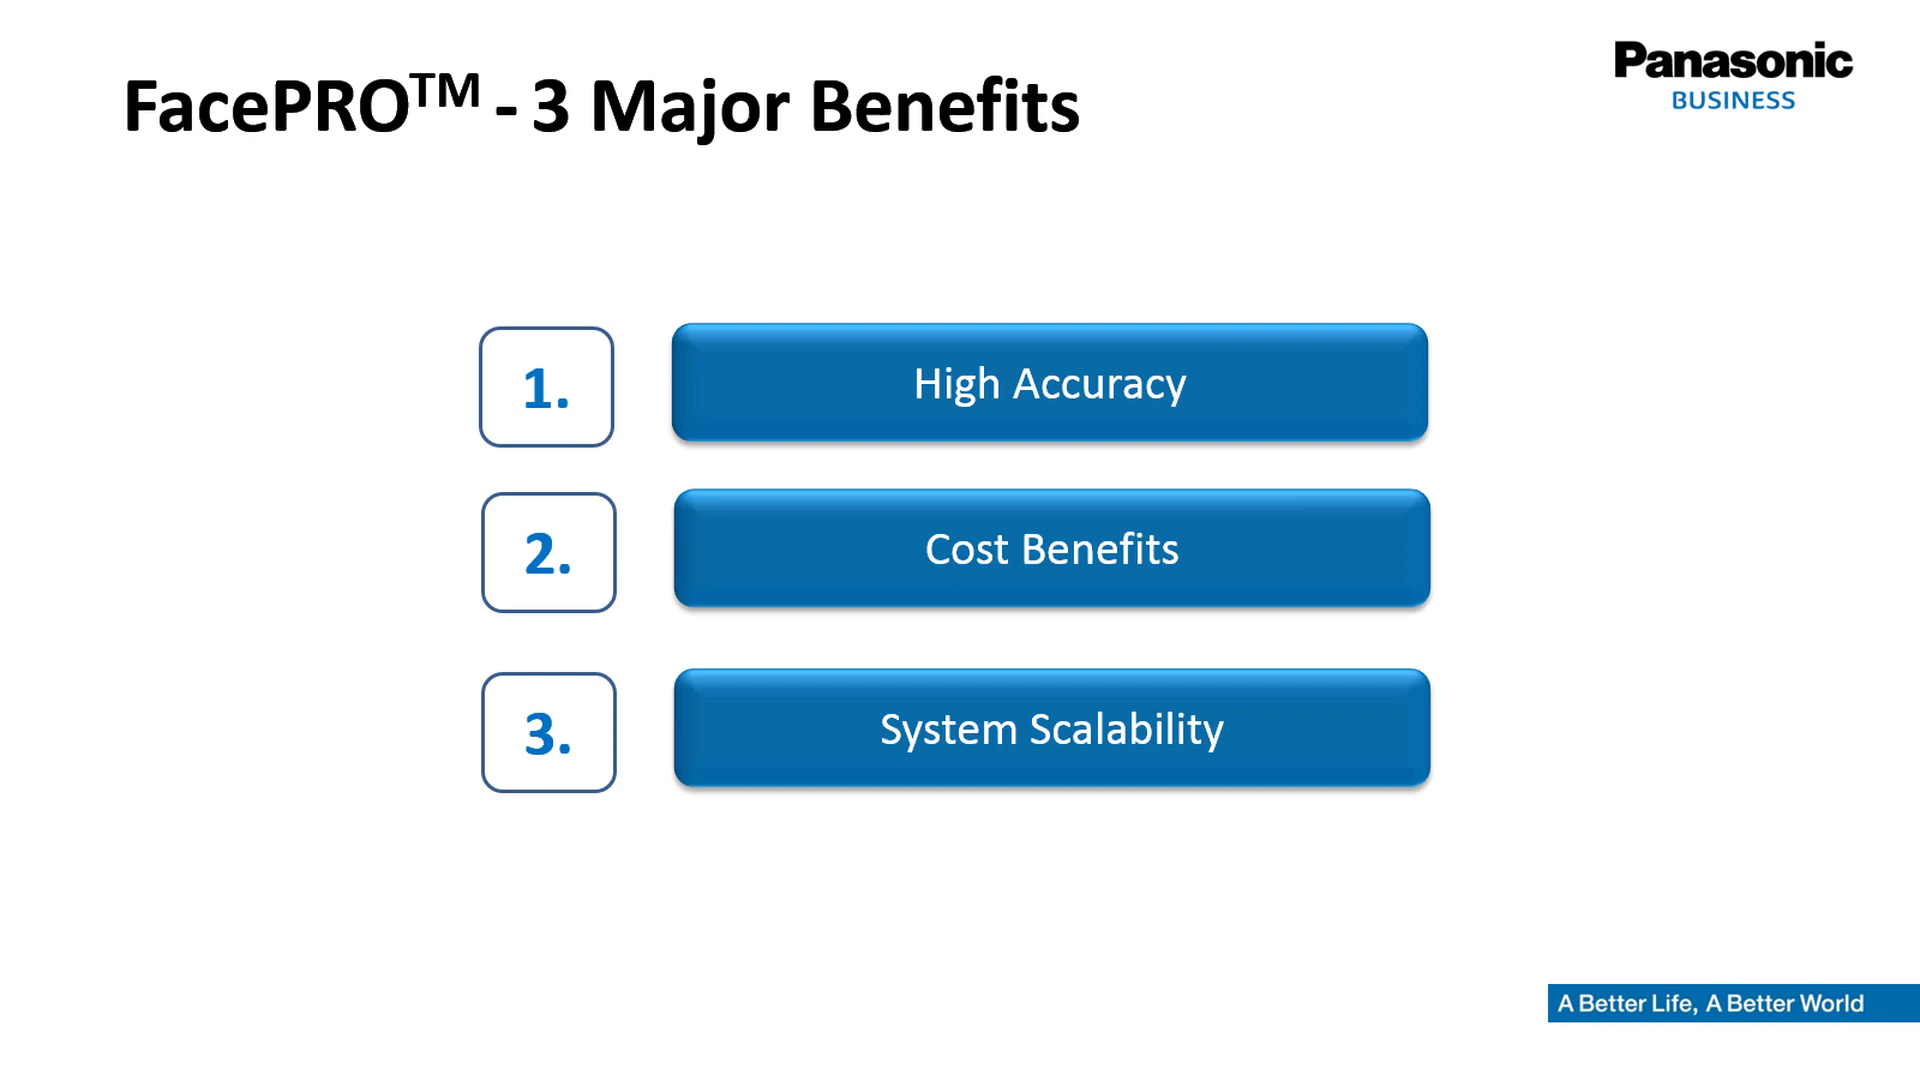 FacePRO™ - 3 Major Benefits
Panasonic
BUSINESS
1.
High Accuracy
2.
Cost Benefits
3.
System Scalability
A Better Life, A Better World